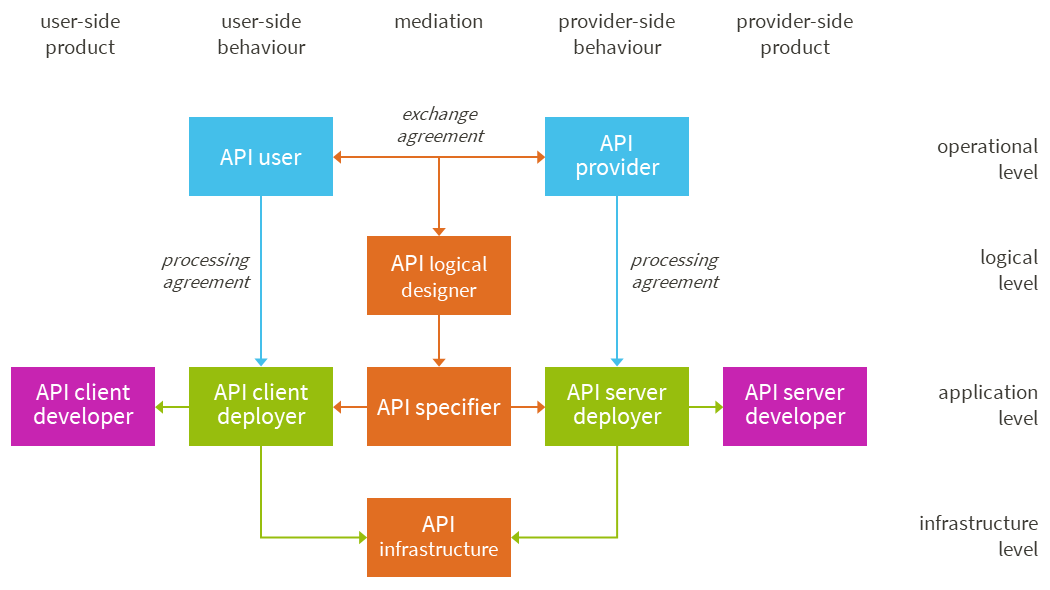 user-side
product
user-side
behaviour
mediation
provider-side
behaviour
provider-side
product
exchange
agreement
API user
API
provider
operational
level
processing
agreement
API logical
designer
processing
agreement
logical
level
API client
developer
API client
deployer
API specifier
API server
deployer
API server
developer
application
level
API
infrastructure
infrastructure
level